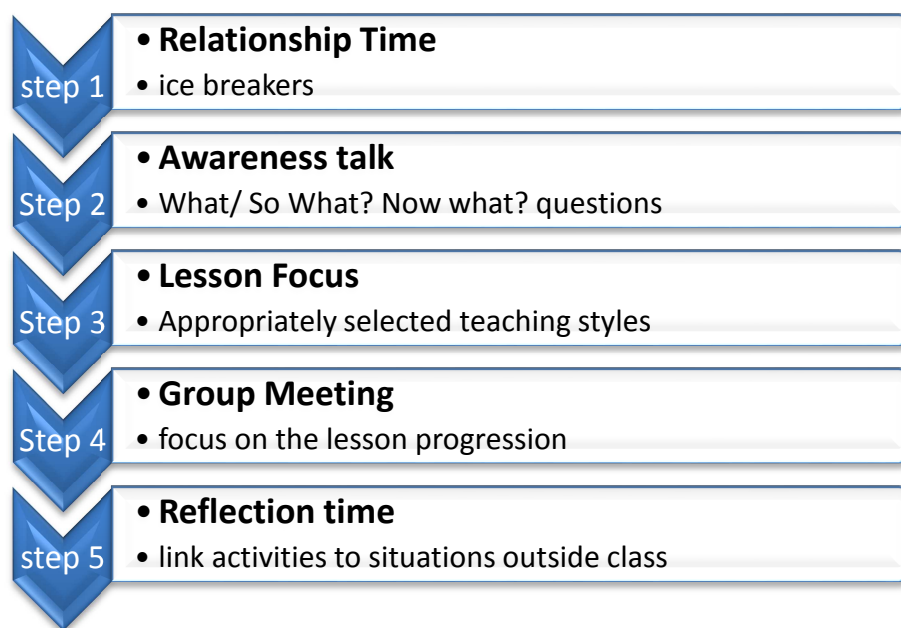 step 1
• Relationship Time
• ice breakers
Step 2
• Awareness talk
• What/ So What? Now what? questions
Step 3
• Lesson Focus
• Appropriately selected teaching styles
Step 4
• Group Meeting
• focus on the lesson progression
step 5
• Reflection time
• link activities to situations outside class